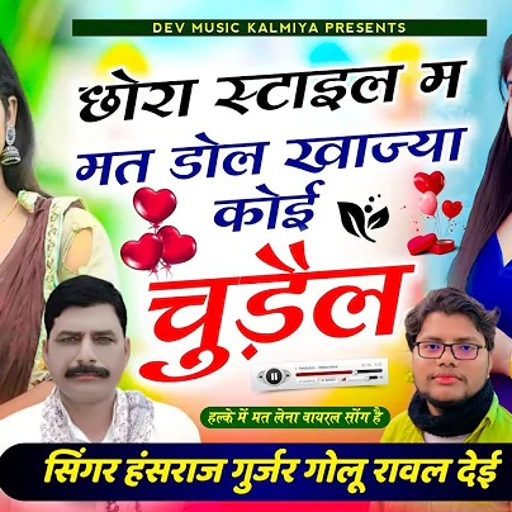 DEV MUSIC KALMIYA PRESENTS
छोरा स्टाइल म
मत डोल खाज्या
कोई
चुड़ैल
हल्के में मत लेना वायरल सोंग है
सिंगर हंसराज गुर्जर गोलू रावल देई